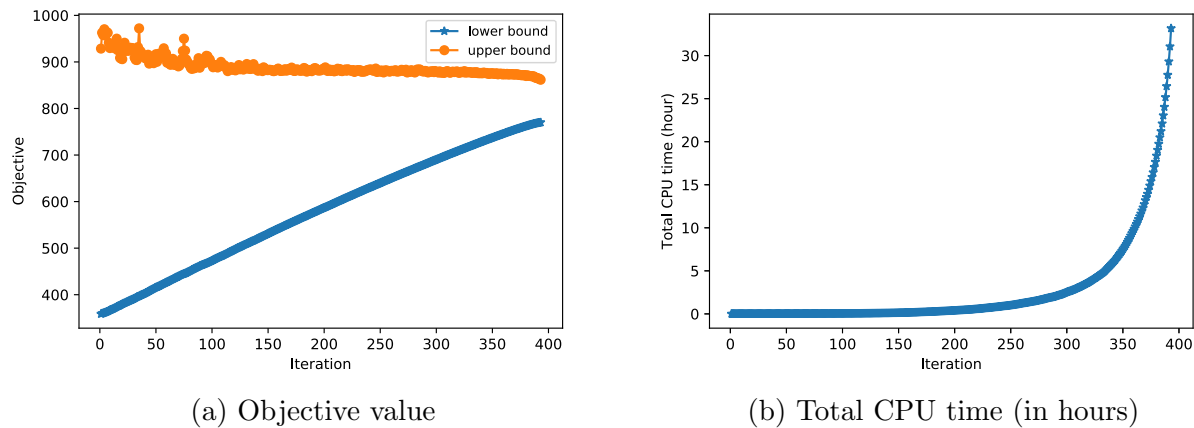 1000
900
800
700
600
500
400
Objective
lower bound
upper bound
0 50 100 150 200 250 300 350 400
Iteration
(a) Objective value
30
25
20
15
10
5
0
Total CPU time (hour)
0 50 100 150 200 250 300 350 400
Iteration
(b) Total CPU time (in hours)